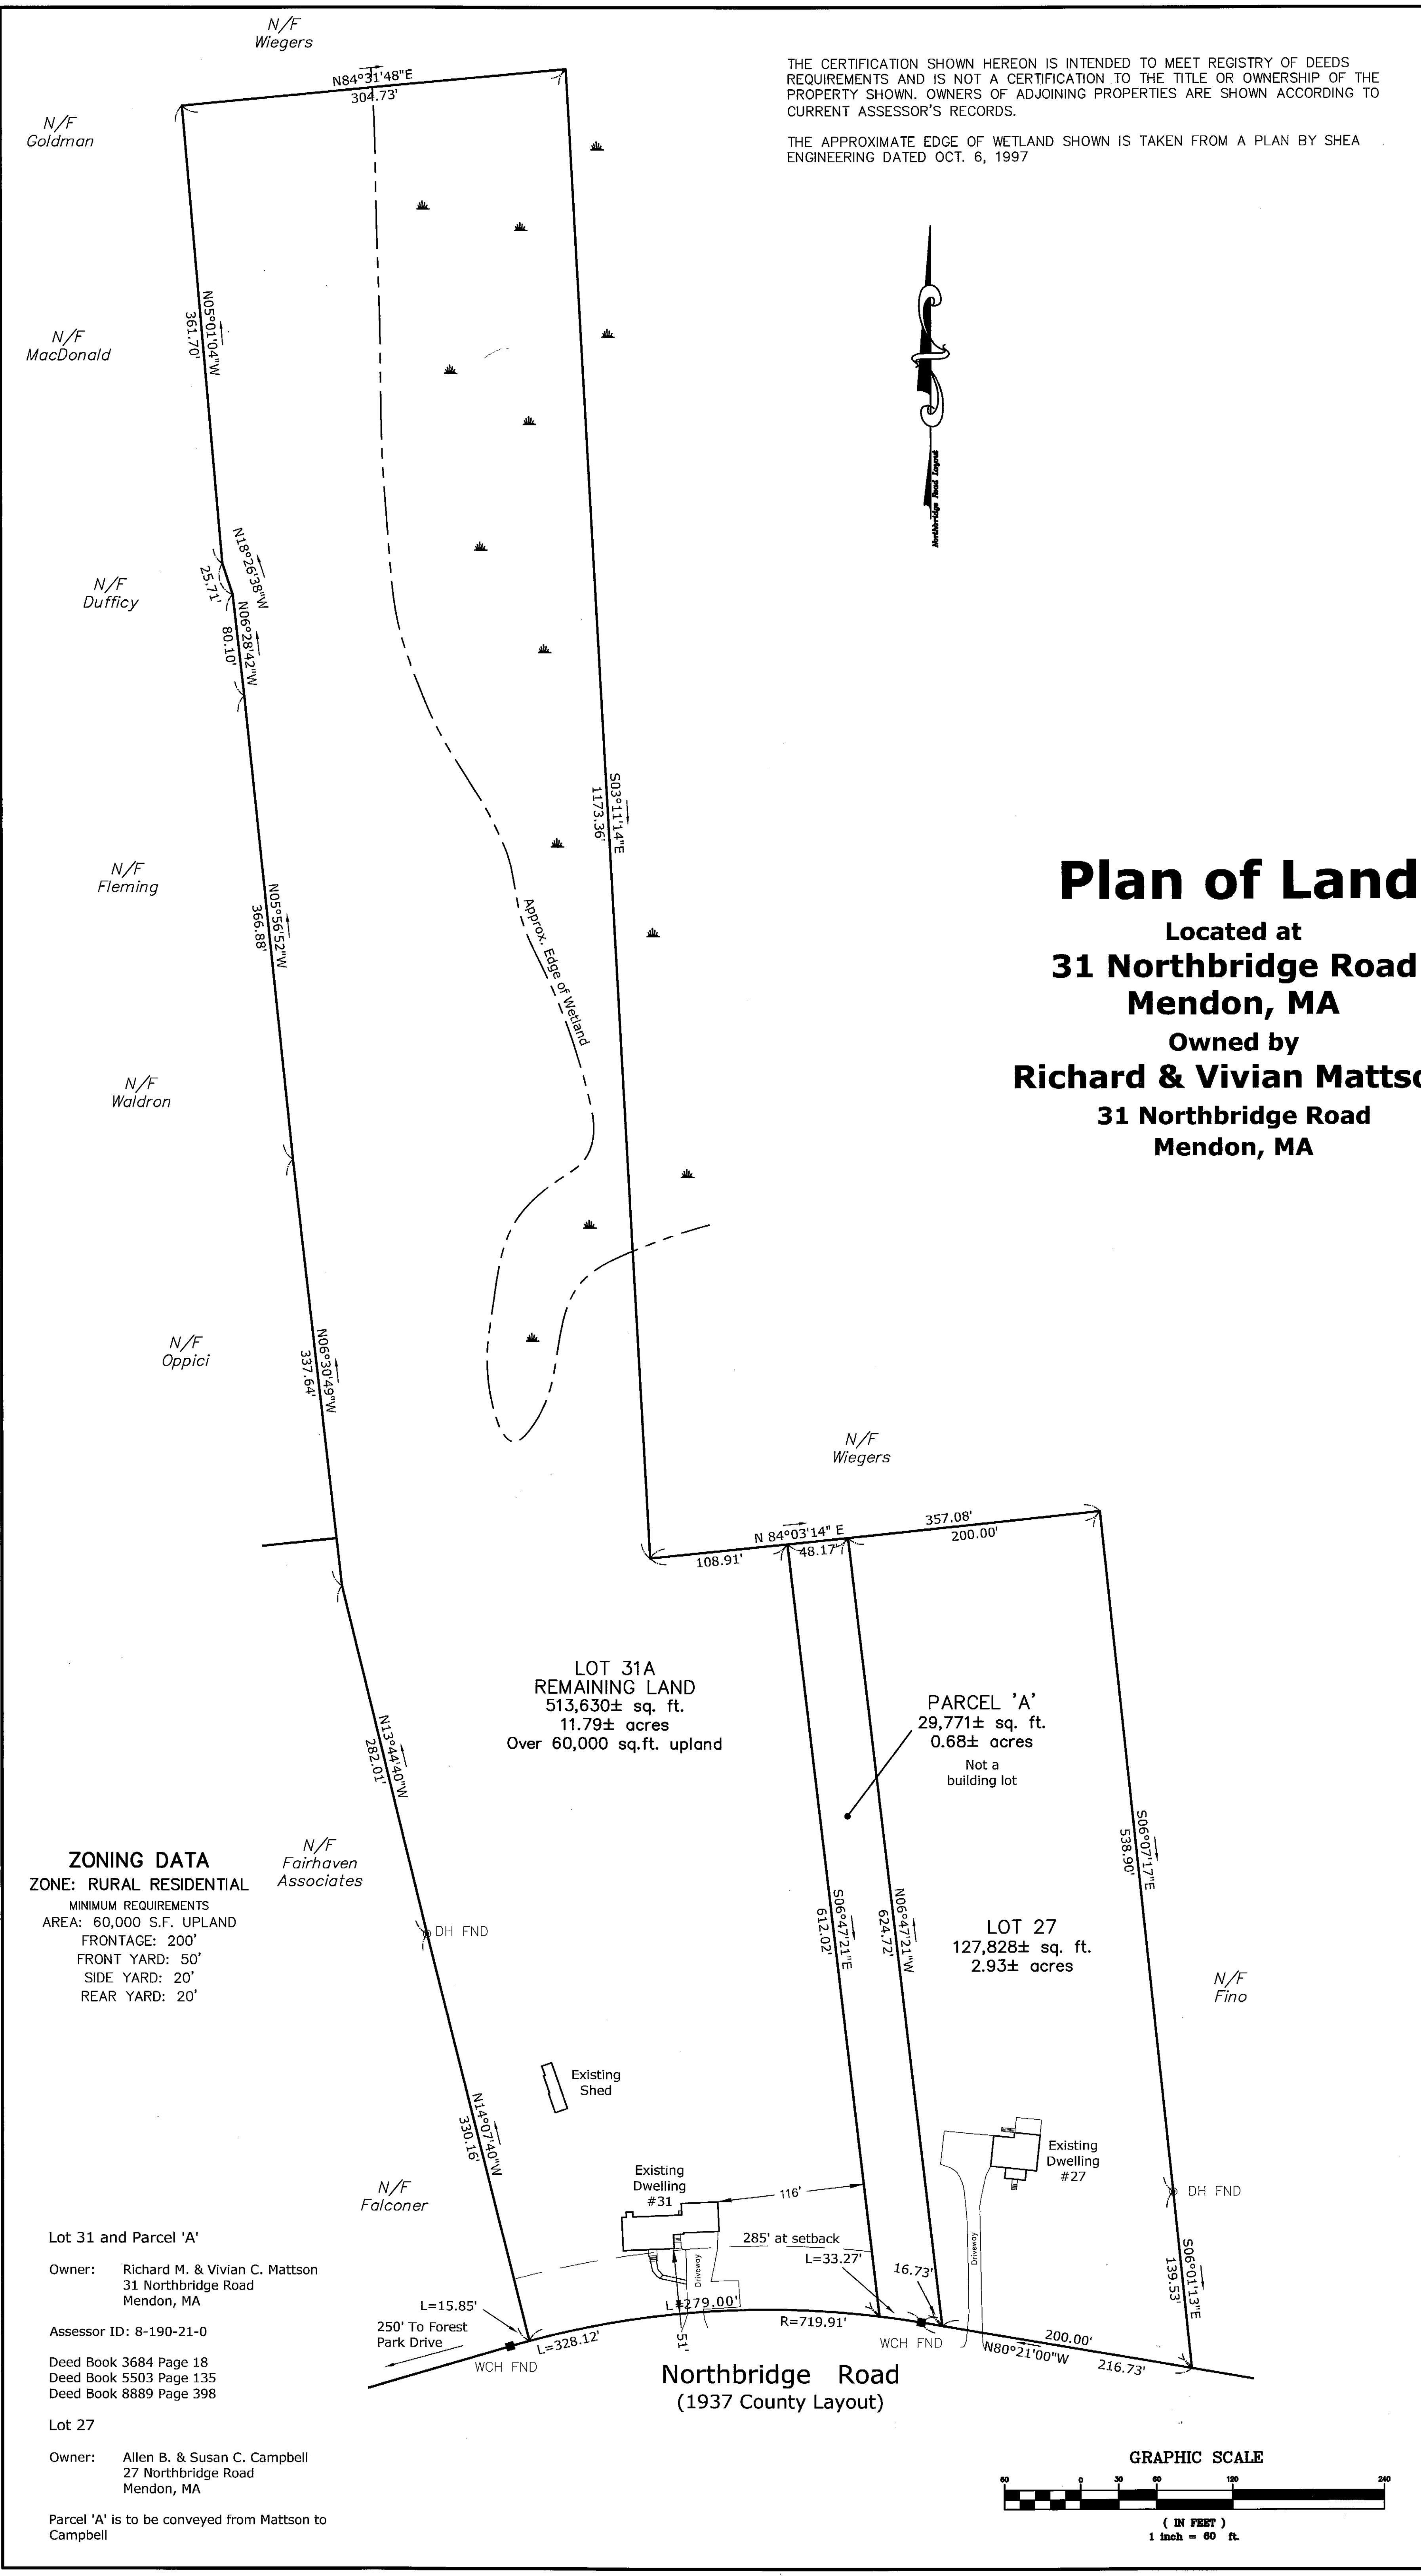 N/F
Wiegers
N84°31'48"E
304.73'
THE CERTIFICATION SHOWN HEREON IS INTENDED TO MEET REGISTRY OF DEEDS
REQUIREMENTS AND IS NOT A CERTIFICATION TO THE TITLE OR OWNERSHIP OF THE
PROPERTY SHOWN. OWNERS OF ADJOINING PROPERTIES ARE SHOWN ACCORDING TO
CURRENT ASSESSOR'S RECORDS.
THE APPROXIMATE EDGE OF WETLAND SHOWN IS TAKEN FROM A PLAN BY SHEA
ENGINEERING DATED OCT. 6, 1997
N/F
Goldman
N05°01'04"W
361.70'
N/F
MacDonald
Northbridge Road Layout
N18°26'38"W
25.71'
N/F
Dufficy
N06°28'42"W
80.10'
S03°11'14"E
1173.36'
N/F
Fleming
N05°56'52"W
366.88'
Approx. Edge of Wetland
Plan of Land
Located at
31 Northbridge Road
Mendon, MA
Owned by
Richard & Vivian Mattso
31 Northbridge Road
Mendon, MA
N/F
Waldron
N/F
Oppici
N06°30'49"W
337.64'
N/F
Wiegers
N 84°03'14" E
357.08'
108.91'
48.17'
200.00'
LOT 31A
REMAINING LAND
513,630± sq. ft.
11.79± acres
Over 60,000 sq.ft. upland
PARCEL 'A'
29,771± sq. ft.
0.68± acres
Not a
building lot
N13°44'40"W
282.01'
S06°07'17"E
538.90'
ZONING DATA
ZONE: RURAL RESIDENTIAL
MINIMUM REQUIREMENTS
AREA: 60,000 S.F. UPLAND
FRONTAGE: 200'
FRONT YARD: 50'
SIDE YARD: 20'
REAR YARD: 20'
N/F
Fairhaven
Associates
DH FND
S06°47'21"E
612.02'
N06°47'21"W
624.72'
LOT 27
127,828± sq. ft.
2.93± acres
N/F
Fino
Existing
Shed
N14°07'40"W
330.16'
Existing
Dwelling
#31
116'
Existing
Dwelling
#27
N/F
Falconer
DH FND
285' at setback
L=33.27'
16.73'
Driveway
Driveway
S06°01'13"E
139.53'
L=15.85'
250' To Forest
Park Drive
WCH FND
L=328.12'
L=279.00'
51'
R=719.91'
WCH FND
200.00'
N80°21'00"W
216.73'
Northbridge Road
(1937 County Layout)
Lot 31 and Parcel 'A'
Owner: Richard M. & Vivian C. Mattson
31 Northbridge Road
Mendon, MA
Assessor ID: 8-190-21-0
Deed Book 3684 Page 18
Deed Book 5503 Page 135
Deed Book 8889 Page 398
Lot 27
Owner: Allen B. & Susan C. Campbell
27 Northbridge Road
Mendon, MA
Parcel 'A' is to be conveyed from Mattson to
Campbell
GRAPHIC SCALE
60 0 30 60 120 240
( IN FEET )
1 inch = 60 ft.